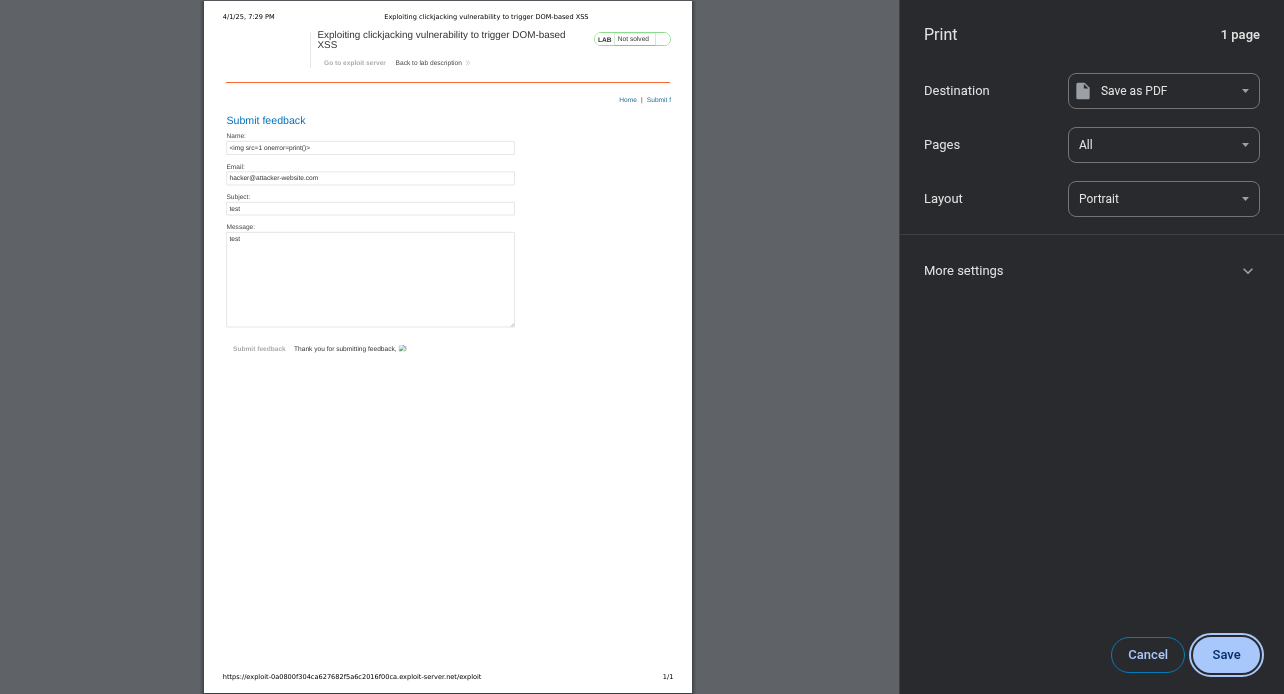 4/1/25, 7:29 PM Exploiting clickjacking vulnerability to trigger DOM-based XSS
Exploiting clickjacking vulnerability to trigger DOM-based
XSS
LAB Not solved
Go to exploit server Back to lab description
Home | Submit f
Submit feedback
Name:
<img src=1 onerror=print()>
Email:
hacker@attacker-website.com
Subject:
test
Message:
test
Submit feedback Thank you for submitting feedback,
https://exploit-0a0800f304ca627682f5a6c2016f00ca.exploit-server.net/exploit 1/1
Print 1 page
Destination Save as PDF
Pages All
Layout Portrait
More settings
Cancel Save